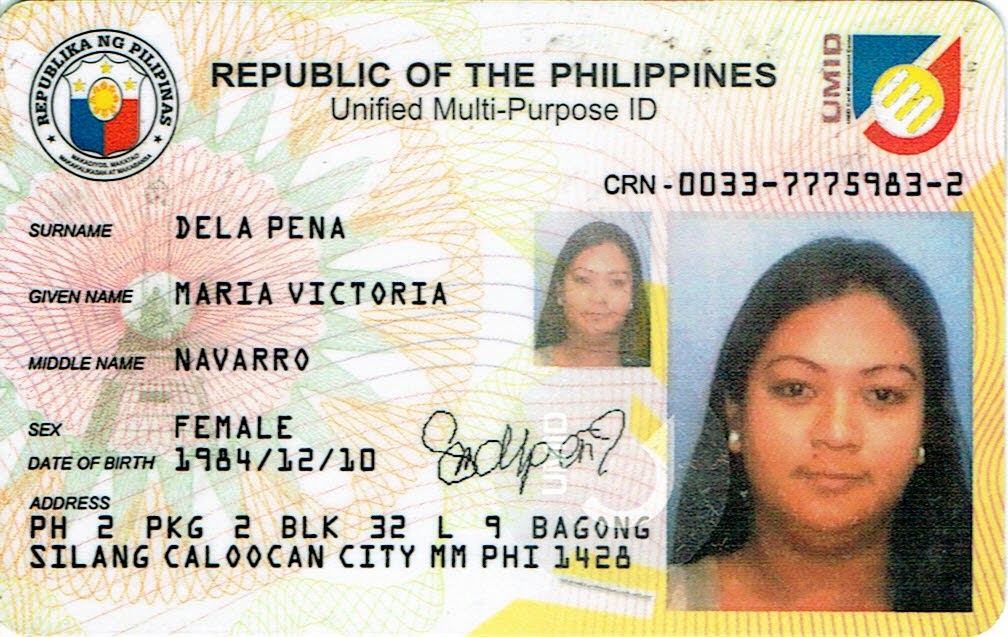 REPUBLIKA NG PILIPINAS
MAKADIYOS, MAKATAO
MAKAKALIKASAN AT MAKABANSA
REPUBLIC OF THE PHILIPPINES
Unified Multi-Purpose ID
UMID
CRN - 0033-7775983-2
SURNAME DELA PENA
GIVEN NAME MARIA VICTORIA
MIDDLE NAME NAVARRO
SEX FEMALE
DATE OF BIRTH 1984/12/10
UMID
ADDRESS
PH 2 PKG 2 BLK 32 L 9 BAGONG
SILANG CALOOCAN CITY MM PHI 1428